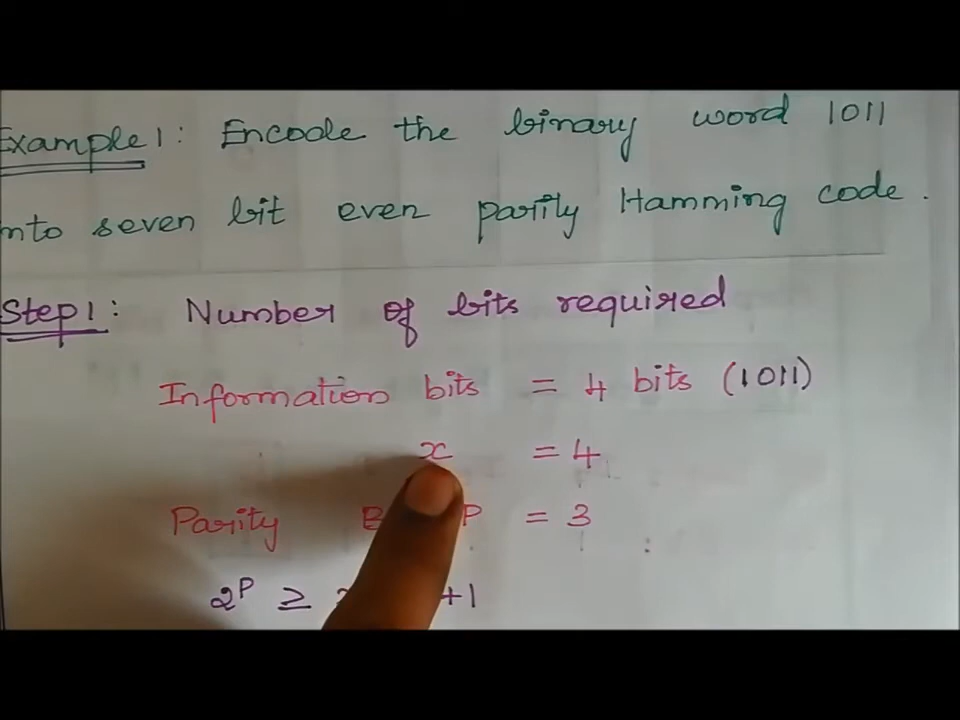 Example 1: Encode the binary word 1011
nto seven bit even parity Hamming code.
Step 1: Number of bits required
Information bits = 4 bits (1011)
x = 4
Parity B P = 3
2^P ≥ +1